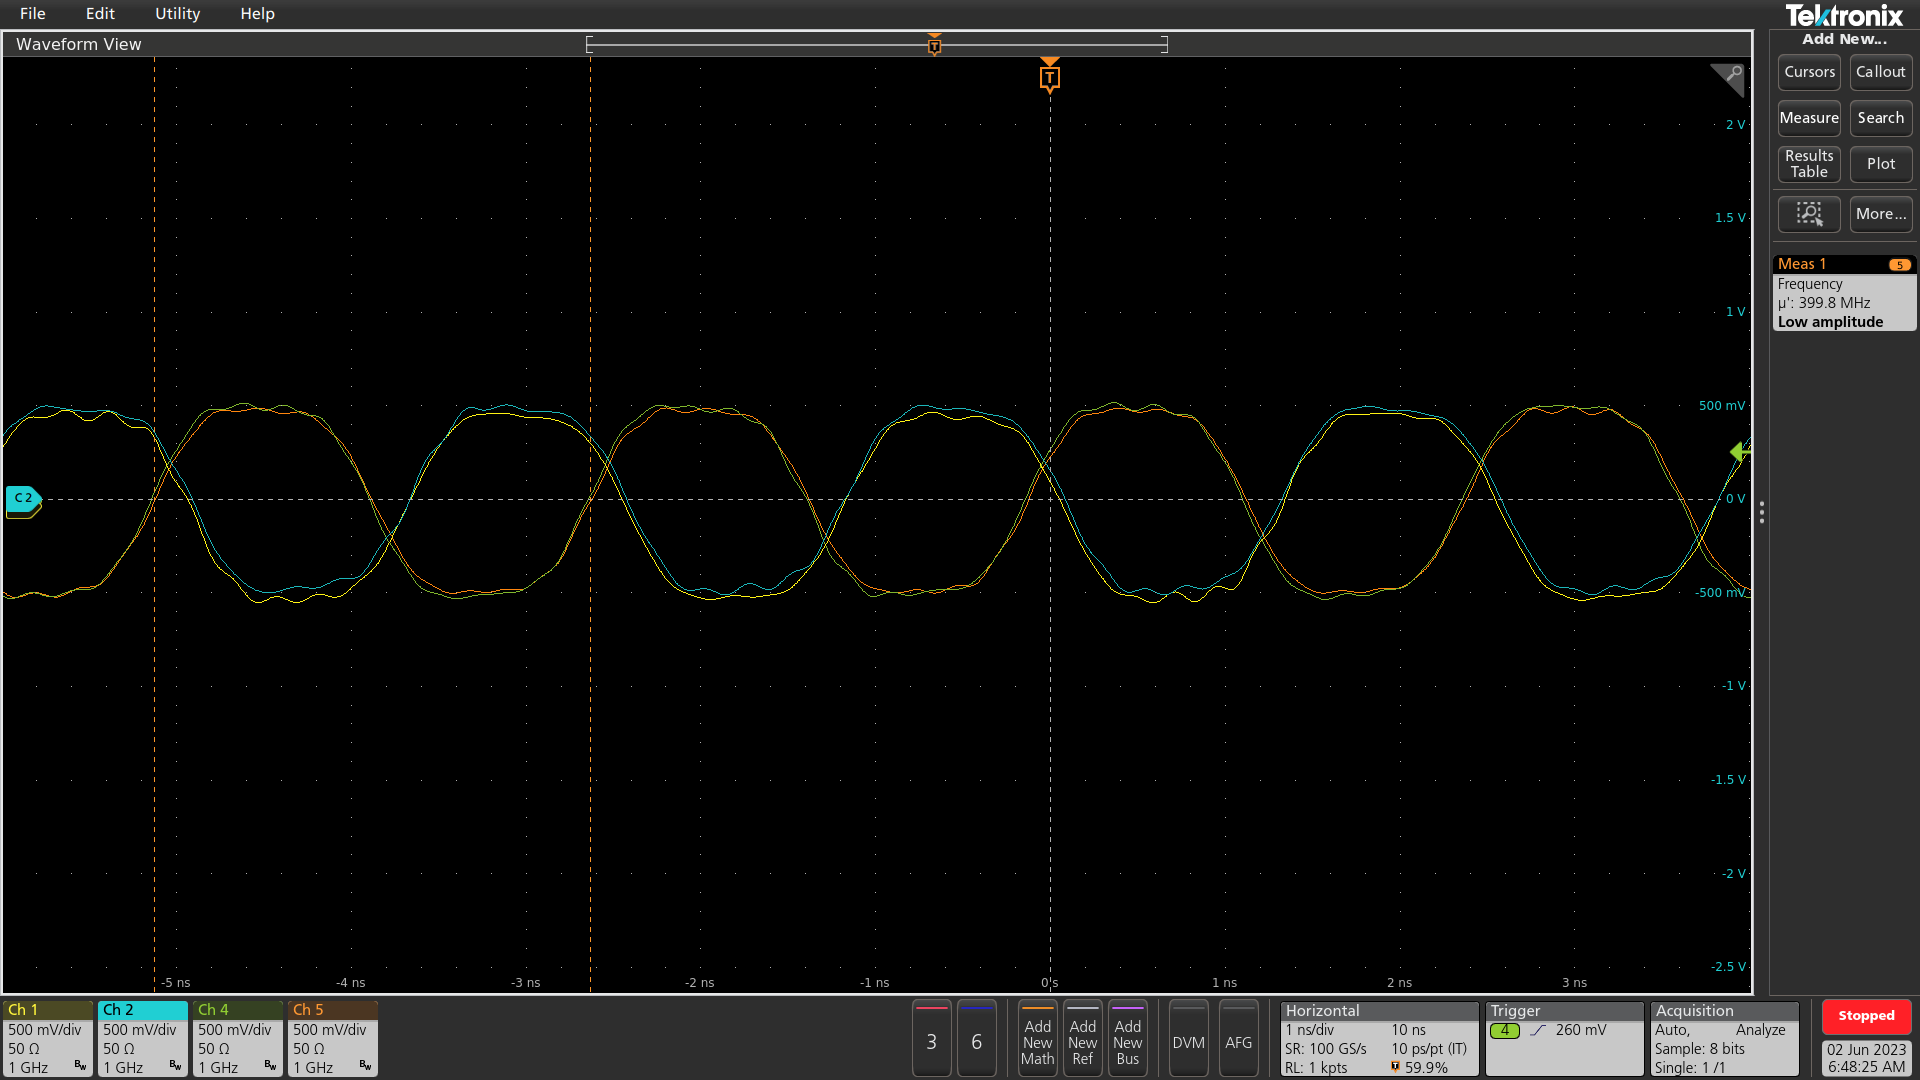 File Edit Utility Help
Tektronix
Waveform View
Add New...
Cursors Callout
Measure Search
Results Table Plot
More...
T
T
2 V
1.5 V
1 V
500 mV
0 V
-500 mV
-1 V
-1.5 V
-2 V
-2.5 V
C 2
Meas 1 5
Frequency
µ': 399.8 MHz
Low amplitude
-5 ns -4 ns -3 ns -2 ns -1 ns 0 s 1 ns 2 ns 3 ns
Ch 1
500 mV/div
50 Ω
1 GHz Bw
Ch 2
500 mV/div
50 Ω
1 GHz Bw
Ch 4
500 mV/div
50 Ω
1 GHz Bw
Ch 5
500 mV/div
50 Ω
1 GHz Bw
3
6
Add
New
Math
Add
New
Ref
Add
New
Bus
DVM
AFG
Horizontal
1 ns/div 10 ns
SR: 100 GS/s 10 ps/pt (IT)
RL: 1 kpts T 59.9%
Trigger
4 260 mV
Acquisition
Auto, Analyze
Sample: 8 bits
Single: 1 /1
Stopped
02 Jun 2023
6:48:25 AM